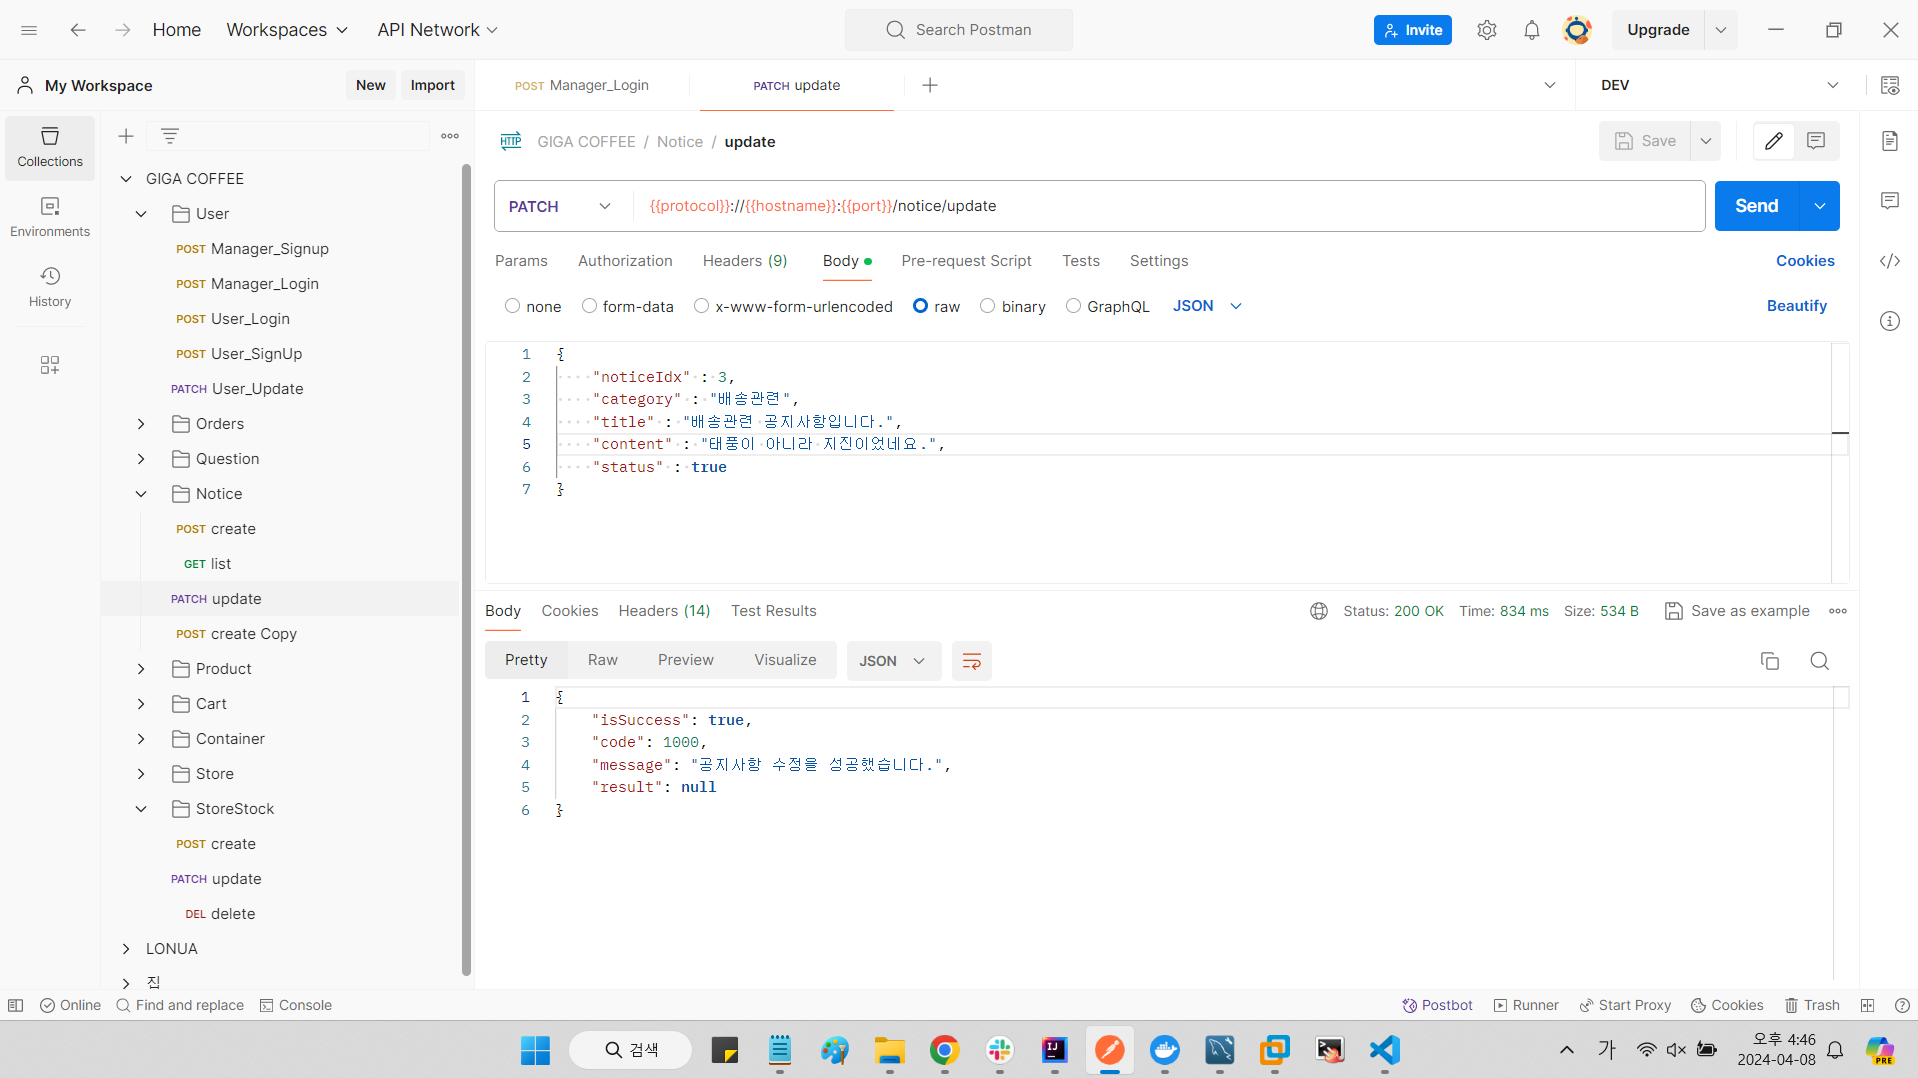 Home Workspaces API Network Search Postman Invite Upgrade
My Workspace New Import POST Manager_Login PATCH update DEV
HTTP GIGA COFFEE / Notice / update Save
Collections
Environments
History
GIGA COFFEE
User
POST Manager_Signup
POST Manager_Login
POST User_Login
POST User_SignUp
PATCH User_Update
Orders
Question
Notice
POST create
GET list
PATCH update
POST create Copy
Product
Cart
Container
Store
StoreStock
POST create
PATCH update
DEL delete
LONUA
집
PATCH {{protocol}}://{{hostname}}:{{port}}/notice/update Send
Params Authorization Headers (9) Body Pre-request Script Tests Settings Cookies
none form-data x-www-form-urlencoded raw binary GraphQL JSON Beautify
1 {
2 "noticeIdx" : 3,
3 "category" : "배송관련",
4 "title" : "배송관련 공지사항입니다.",
5 "content" : "태풍이 아니라 지진이었네요.",
6 "status" : true
7 }
Body Cookies Headers (14) Test Results Status: 200 OK Time: 834 ms Size: 534 B Save as example
Pretty Raw Preview Visualize JSON
1 {
2 "isSuccess": true,
3 "code": 1000,
4 "message": "공지사항 수정을 성공했습니다.",
5 "result": null
6 }
Online Find and replace Console Postbot Runner Start Proxy Cookies Trash
검색 IJ 가 오후 4:46
2024-04-08 PRE